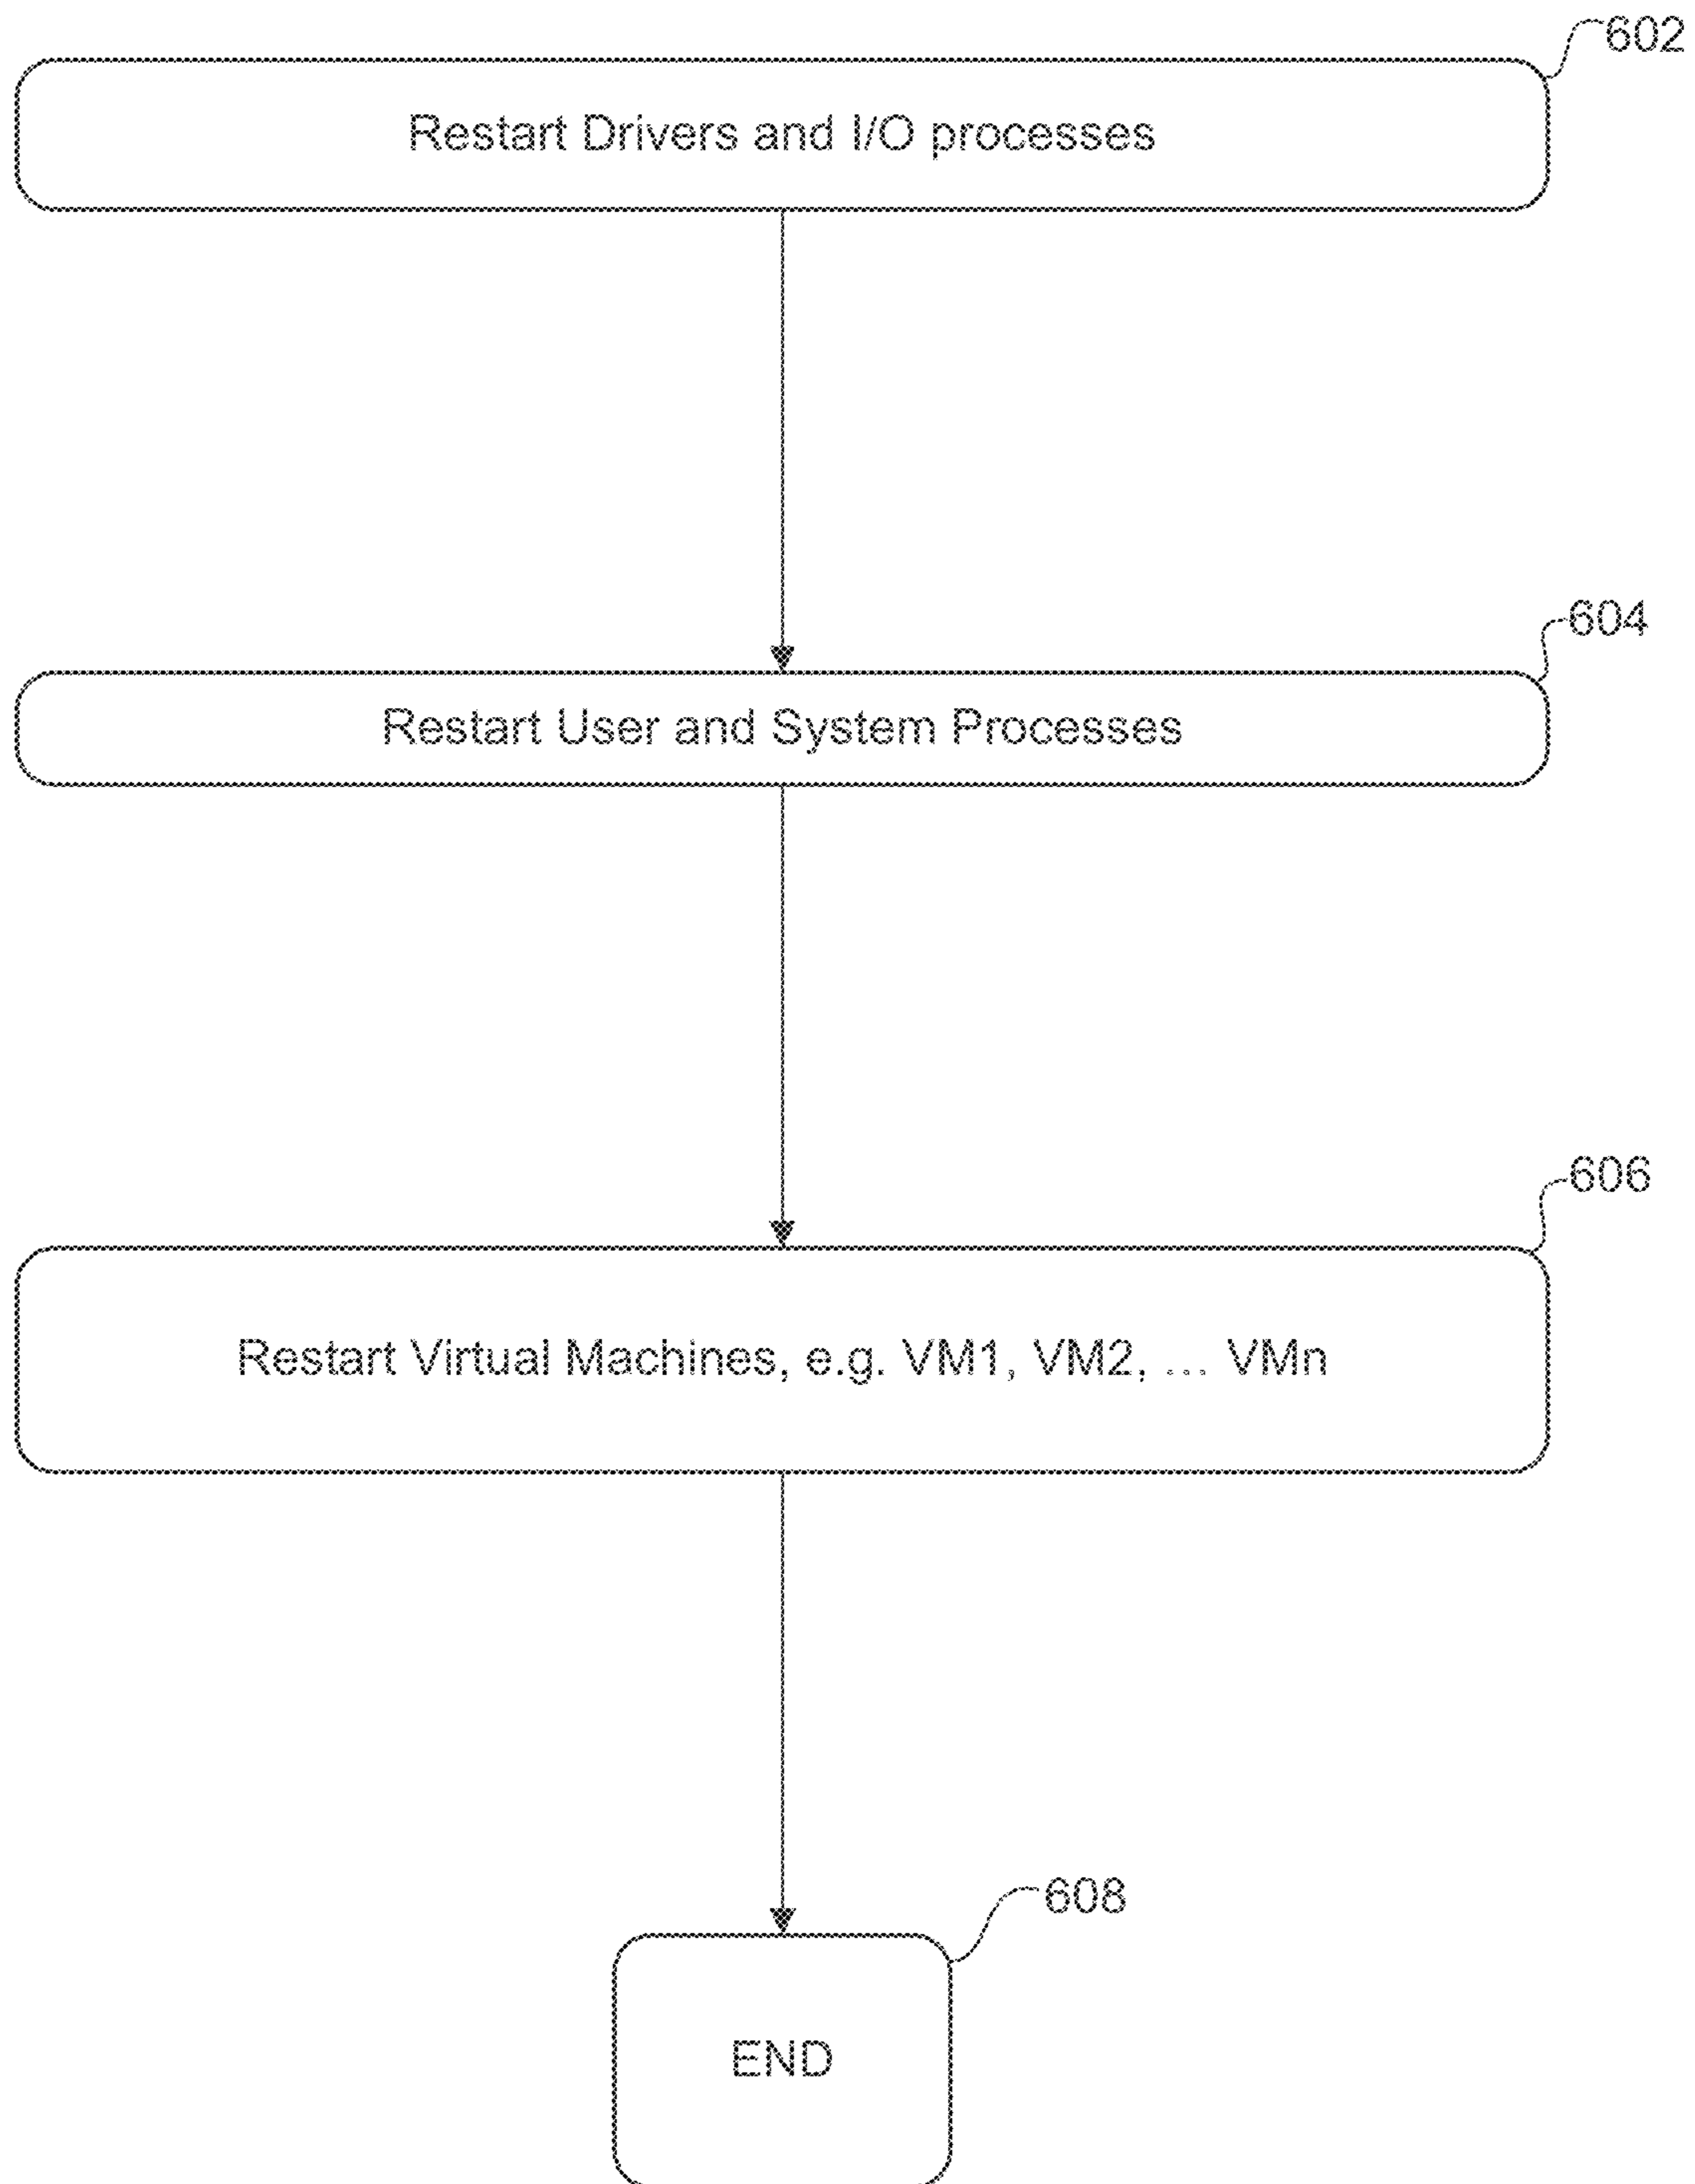 602
Restart Drivers and I/O processes
604
Restart User and System Processes
606
Restart Virtual Machines, e.g. VM1, VM2, ... VMn
608
END